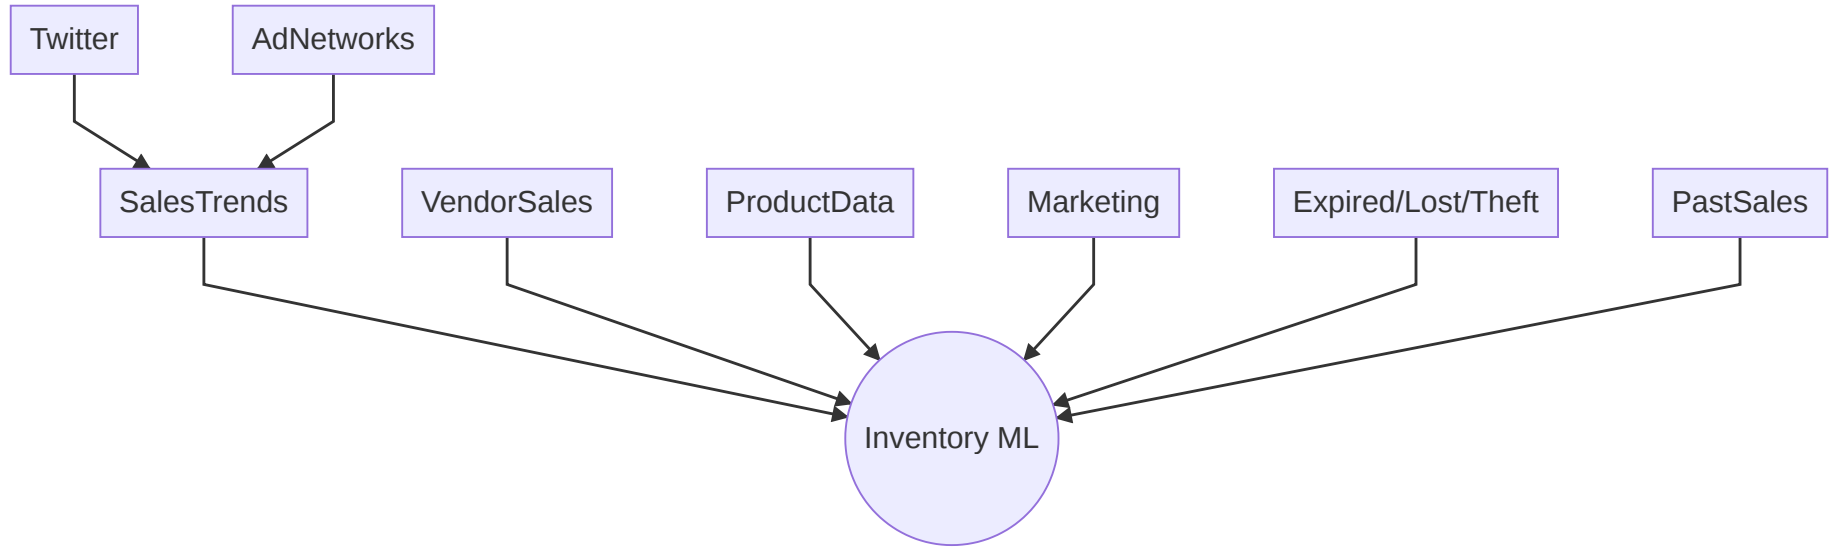 Twitter
AdNetworks
SalesTrends
VendorSales
ProductData
Marketing
Expired/Lost/Theft
PastSales
Inventory ML